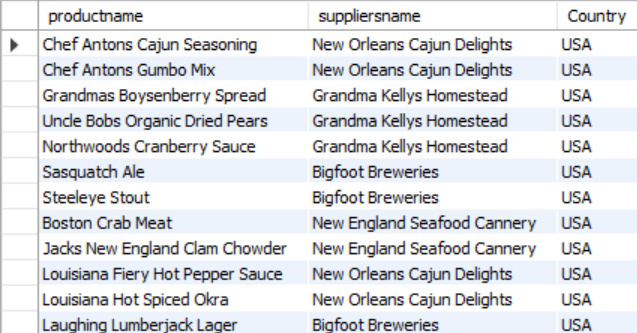 productname suppliersname Country
Chef Antons Cajun Seasoning New Orleans Cajun Delights USA
Chef Antons Gumbo Mix New Orleans Cajun Delights USA
Grandmas Boysenberry Spread Grandma Kellys Homestead USA
Uncle Bobs Organic Dried Pears Grandma Kellys Homestead USA
Northwoods Cranberry Sauce Grandma Kellys Homestead USA
Sasquatch Ale Bigfoot Breweries USA
Steeleye Stout Bigfoot Breweries USA
Boston Crab Meat New England Seafood Cannery USA
Jacks New England Clam Chowder New England Seafood Cannery USA
Louisiana Fiery Hot Pepper Sauce New Orleans Cajun Delights USA
Louisiana Hot Spiced Okra New Orleans Cajun Delights USA
Laughing Lumberjack Lager Bigfoot Breweries USA